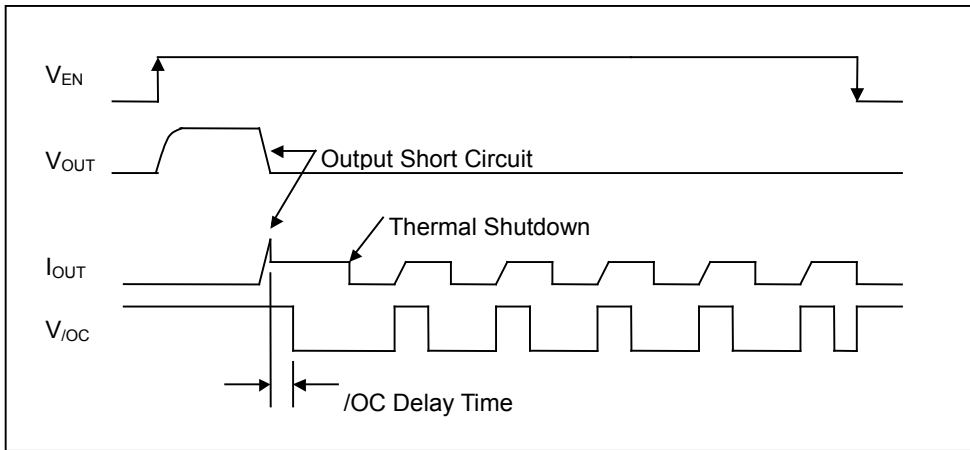 VEN
VOUT
Output Short Circuit
Thermal Shutdown
IOUT
V/OC
/OC Delay Time